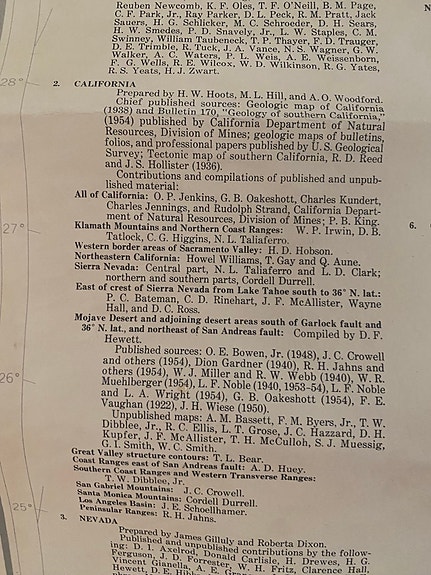 Reuben Newcomb, K. F. Oles, T. F. O'Neill, B. M. Page,
C. F. Park, Jr., Ray Parker, D. L. Peck, R. M. Pratt, Jack
Sauers, H. G. Schlicker, M. C. Schroeder, D. H. Sears,
H. W. Smedes, P. D. Snavely, Jr., L. W. Staples, C. M.
Swinney, William Taubeneck, T. P. Thayer, F. D. Trauger,
D. E. Trimble, R. Tuck, J. A. Vance, N. S. Wagner, G. W.
Walker, A. C. Waters, P. L. Weis, A. E. Weissenborn,
F. G. Wells, R. E. Wilcox, W. D. Wilkinson, R. G. Yates,
R. S. Yeats, H. J. Zwart.
28°
2. CALIFORNIA
Prepared by H. W. Hoots, M. L. Hill, and A. O. Woodford.
Chief published sources: Geologic map of California
(1938) and Bulletin 170, "Geology of southern California,"
(1954) published by California Department of Natural
Resources, Division of Mines; geologic maps of bulletins,
folios, and professional papers published by U. S. Geological
Survey; Tectonic map of southern California, R. D. Reed
and J. S. Hollister (1936).
Contributions and compilations of published and unpub-
lished material:
All of California: O. P. Jenkins, G. B. Oakeshott, Charles Kundert,
Charles Jennings, and Rudolph Strand, California Depart-
ment of Natural Resources, Division of Mines; P. B. King.
Klamath Mountains and Northern Coast Ranges: W. P. Irwin, D. B.
Tatlock, C. G. Higgins, N. L. Taliaferro.
27°
6.
Western border areas of Sacramento Valley: H. D. Hobson.
Northeastern California: Howel Williams, T. Gay and Q. Aune.
Sierra Nevada: Central part, N. L. Taliaferro and L. D. Clark;
northern and southern parts, Cordell Durrell.
East of crest of Sierra Nevada from Lake Tahoe south to 36° N. lat.:
P. C. Bateman, C. D. Rinehart, J. F. McAllister, Wayne
Hall, and D. C. Ross.
Mojave Desert and adjoining desert areas south of Garlock fault and
36° N. lat., and northeast of San Andreas fault: Compiled by D. F.
Hewett.
Published sources: O. E. Bowen, Jr. (1948), J. C. Crowell
and others (1954), Dion Gardner (1940), R. H. Jahns and
others (1954), W. J. Miller and R. W. Webb (1940), W. R.
Muehlberger (1954), L. F. Noble (1940, 1953-54), L. F. Noble
and L. A. Wright (1954), G. B. Oakeshott (1954), F. E.
Vaughan (1922), J. H. Wiese (1950).
26°
Unpublished maps: A. M. Bassett, F. M. Byers, Jr., T. W.
Dibblee, Jr., R. C. Ellis, L. T. Grose, J. C. Hazzard, D. H.
Kupfer, J. F. McAllister, T. H. McCulloh, S. J. Muessig,
G. I. Smith, W. C. Smith.
Great Valley structure contours: T. L. Bear.
Coast Ranges east of San Andreas fault: A. D. Huey.
Southern Coast Ranges and Western Transverse Ranges:
T. W. Dibblee, Jr.
San Gabriel Mountains: J. C. Crowell.
Santa Monica Mountains: Cordell Durrell.
Los Angeles Basin: J. E. Schoellhamer.
Peninsular Ranges: R. H. Jahns.
25°
3. NEVADA
Prepared by James Gilluly and Roberta Dixon.
Published and unpublished contributions by the follow-
ing: D. I. Axelrod, Donald Carlisle, H. Drewes, H. G.
Ferguson, J. D. Forrester, W. H. Fritz, Clarence Hall,
Vincent Gianella, A. E.
Hewett, D. E.